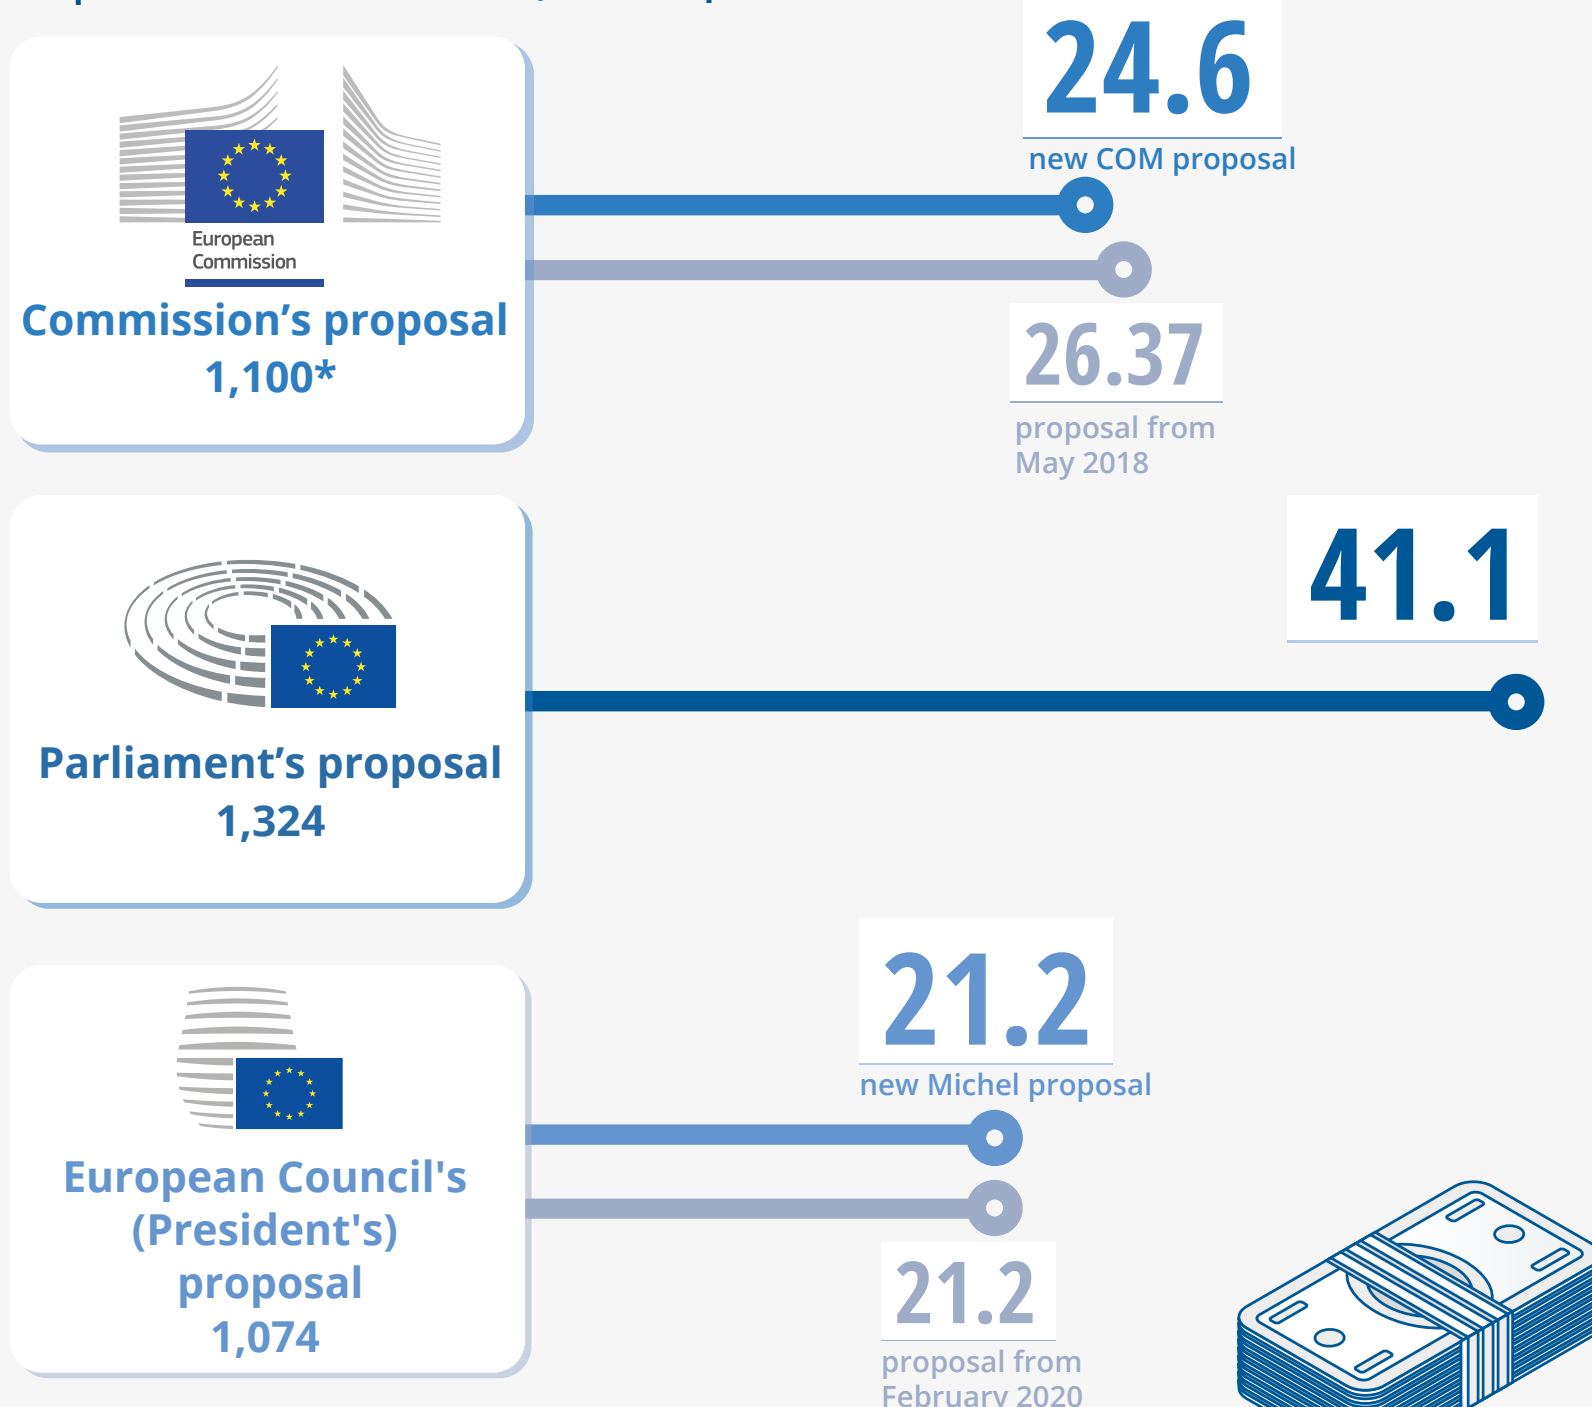 24.6
new COM proposal
European
Commission
Commission’s proposal
1,100*
26.37
proposal from
May 2018
41.1
Parliament’s proposal
1,324
21.2
new Michel proposal
European Council's
(President's)
proposal
1,074
21.2
proposal from
February 2020